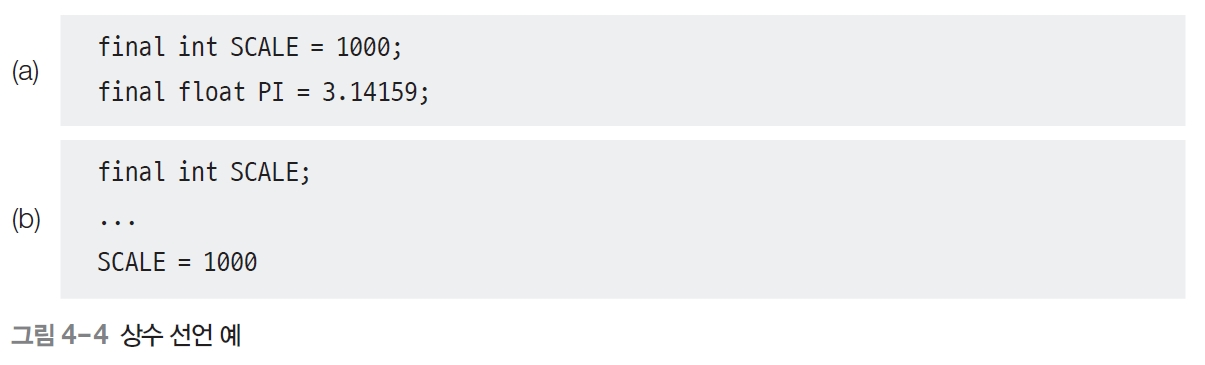 (a)
final int SCALE = 1000;
final float PI = 3.14159;
(b)
final int SCALE;
...
SCALE = 1000
그림 4-4 상수 선언 예